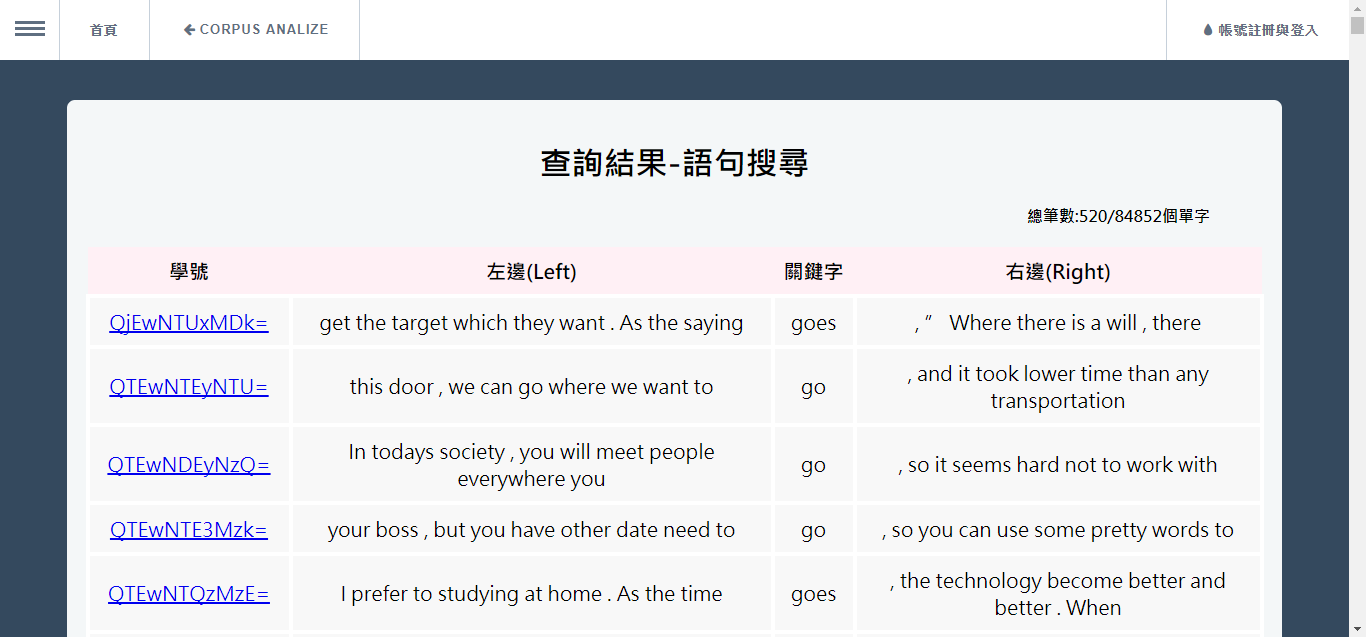 首頁
CORPUS ANALIZE
帳號註冊與登入
查詢結果-語句搜尋
總筆數:520/84852個單字
學號 左邊(Left) 關鍵字 右邊(Right)
QjEwNTUxMDk= get the target which they want . As the saying goes , ” Where there is a will , there
QTEwNTEyNTU= this door , we can go where we want to go , and it took lower time than any
transportation
QTEwNDEyNzQ= In todays society , you will meet people
everywhere you go , so it seems hard not to work with
QTEwNTE3Mzk= your boss , but you have other date need to go , so you can use some pretty words to
QTEwNTQzMzE= I prefer to studying at home . As the time goes , the technology become better and
better . When